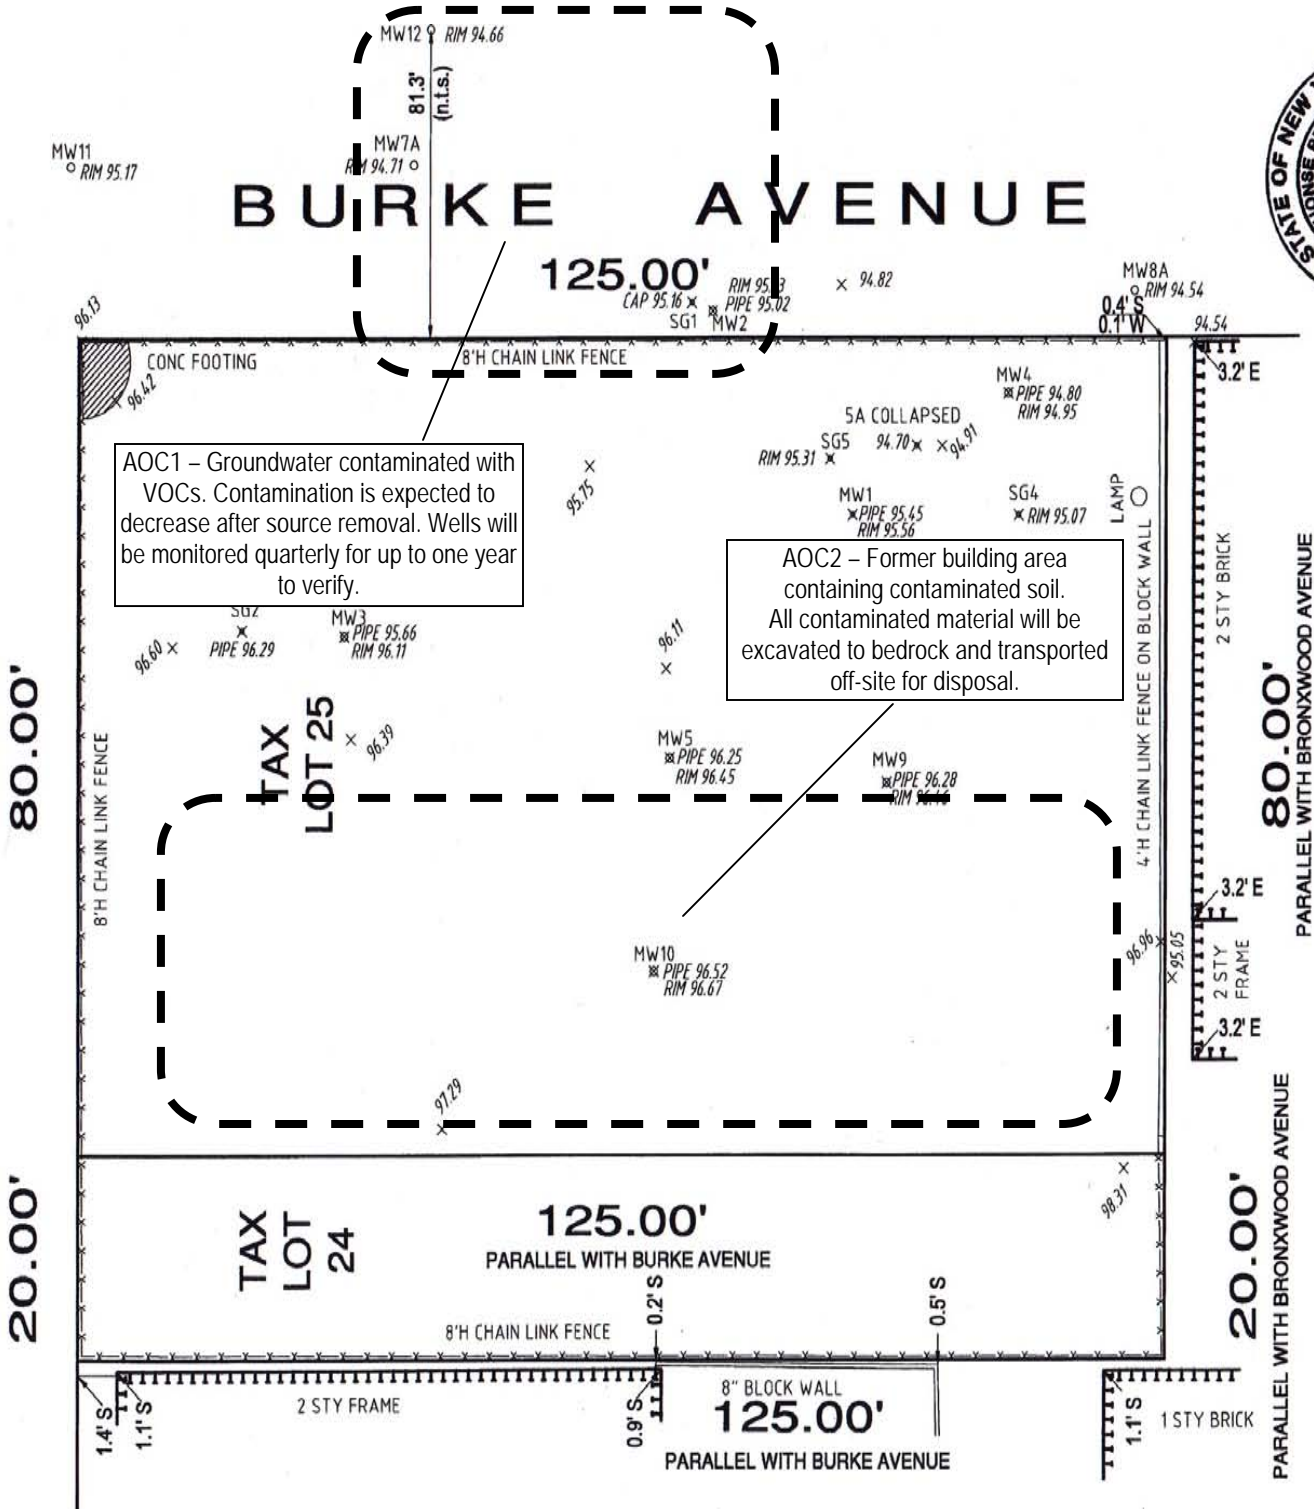 MW12 RIM 94.66
81.3'
(n.t.s.)
MW7A
RIM 94.71
MW11
RIM 95.17
STATE OF NEW
BURKE AVENUE
125.00'
CAP 95.16
SG1
PIPE 95.02
MW2
94.82
MW8A
RIM 94.54
0.4' S
0.1' W
94.54
96.13
CONC FOOTING
96.42
8'H CHAIN LINK FENCE
3.2' E
MW4
PIPE 94.80
RIM 94.95
5A COLLAPSED
94.70
94.91
SG5
RIM 95.31
95.75
MW1
PIPE 95.45
RIM 95.56
SG4
RIM 95.07
LAMP
AOC1 – Groundwater contaminated with
VOCs. Contamination is expected to
decrease after source removal. Wells will
be monitored quarterly for up to one year
to verify.
AOC2 – Former building area
containing contaminated soil.
All contaminated material will be
excavated to bedrock and transported
off-site for disposal.
SG2
PIPE 96.29
96.60
MW3
PIPE 95.66
RIM 96.11
96.11
96.39
TAX
LOT 25
MW5
PIPE 96.25
RIM 96.45
MW9
PIPE 96.28
RIM 96.46
80.00'
8'H CHAIN LINK FENCE
4'H CHAIN LINK FENCE ON BLOCK WALL
2 STY BRICK
80.00'
PARALLEL WITH BRONXWOOD AVENUE
3.2' E
MW10
PIPE 96.52
RIM 96.67
96.96
95.05
2 STY
FRAME
3.2' E
97.29
98.31
20.00'
TAX
LOT
24
125.00'
PARALLEL WITH BURKE AVENUE
20.00'
PARALLEL WITH BRONXWOOD AVENUE
0.2' S
0.5' S
8'H CHAIN LINK FENCE
1.4' S
1.1' S
2 STY FRAME
0.9' S
8" BLOCK WALL
125.00'
PARALLEL WITH BURKE AVENUE
1.1' S
1 STY BRICK